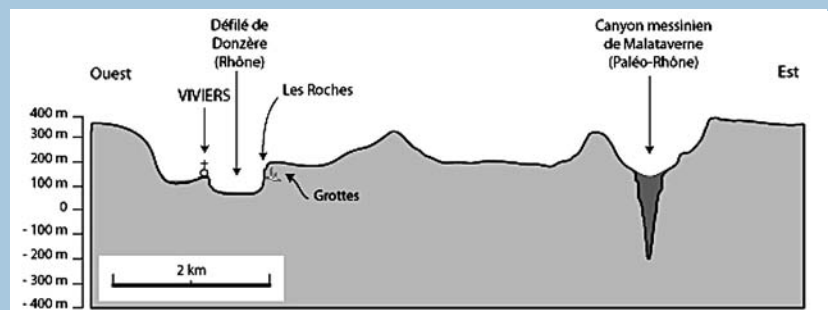 Défilé de
Donzère
(Rhône)
Canyon messinien
de Malataverne
(Paléo-Rhône)
Ouest
Est
VIVIERS
Les Roches
400 m
300 m
200 m
100 m
0
- 100 m
- 200 m
- 300 m
- 400 m
Grottes
2 km